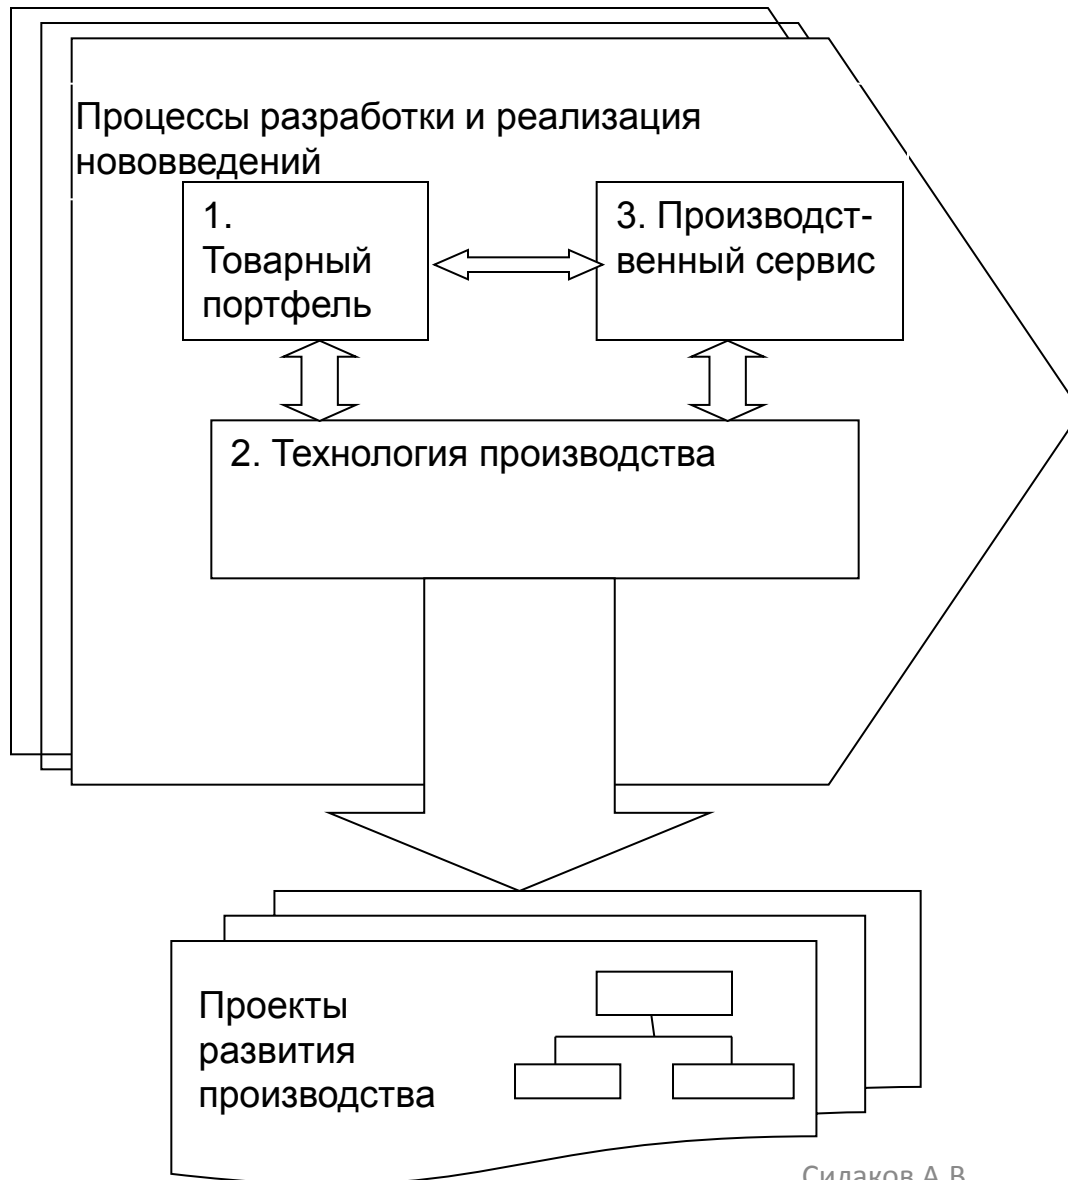 Процессы разработки и реализация
нововведений
1.
Товарный
портфель
3. Производст-
венный сервис
2. Технология производства
Проекты
развития
производства
А.В.